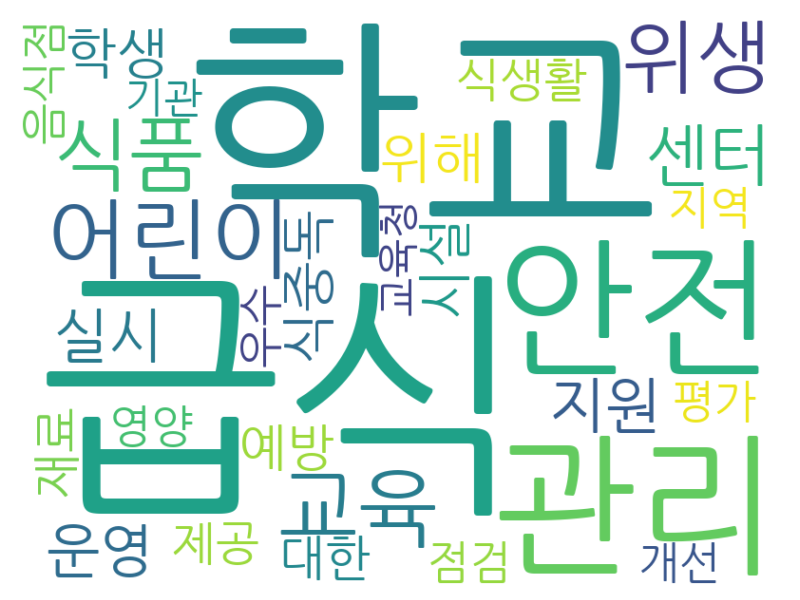 학교
급식
안전
관리
어린이
위생
식품
교육
센터
지원
학생
실시
운영
식중독
시설
식생활
위해
지역
기관
음식점
교육청
우수
평가
예방
영양
재료
제공
대한
점검
개선